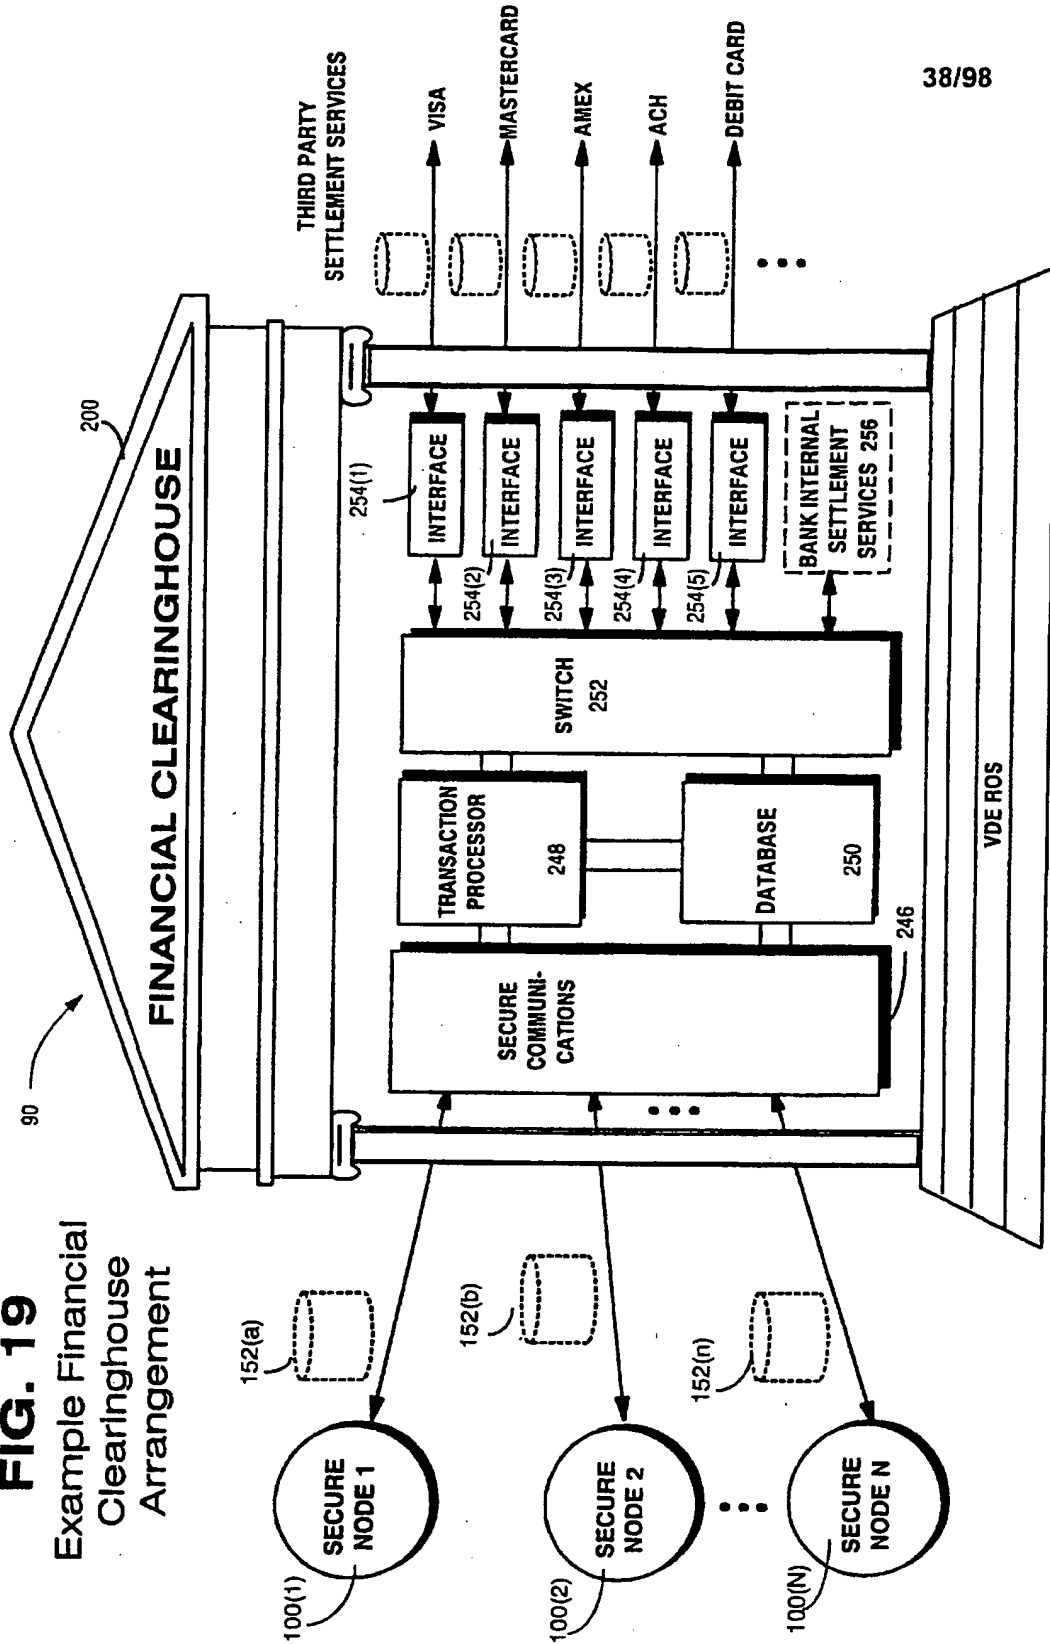 38/98
FIG. 19
Example Financial
Clearinghouse
Arrangement
90
200
FINANCIAL CLEARINGHOUSE
THIRD PARTY
SETTLEMENT SERVICES
VISA
MASTERCARD
AMEX
ACH
DEBIT CARD
254(1)
INTERFACE
254(2)
INTERFACE
254(3)
INTERFACE
254(4)
INTERFACE
254(5)
INTERFACE
BANK INTERNAL
SETTLEMENT
SERVICES 256
SWITCH
252
TRANSACTION
PROCESSOR
248
DATABASE
250
SECURE
COMMUNI-
CATIONS
246
152(a)
152(b)
152(n)
SECURE
NODE 1
100(1)
SECURE
NODE 2
100(2)
SECURE
NODE N
100(N)
VDE ROS